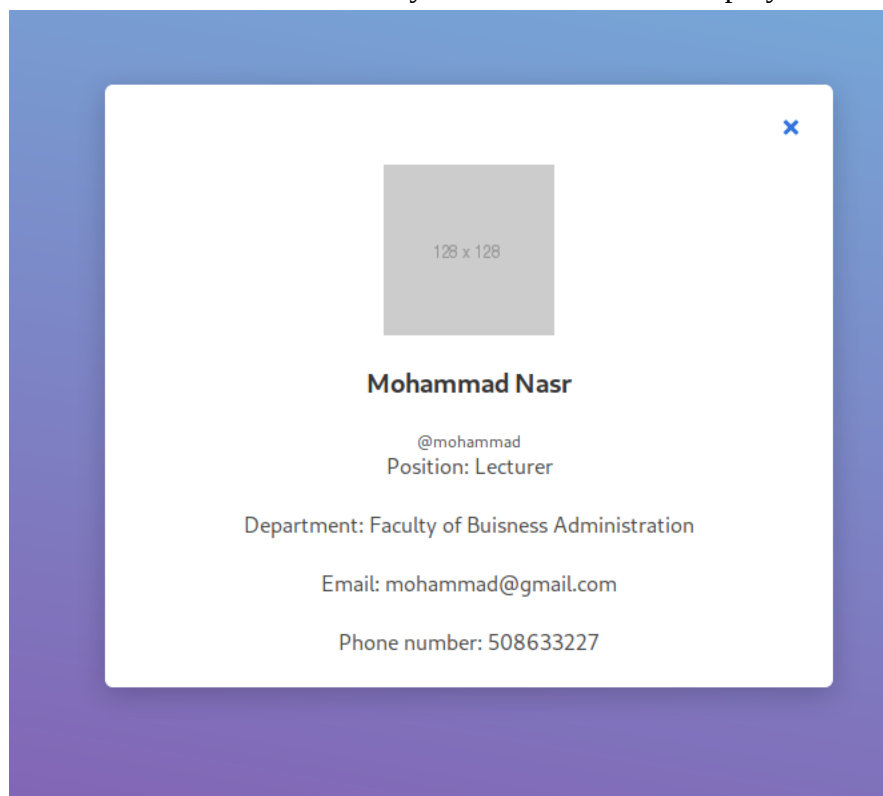 128 x 128
Mohammad Nasr
@mohammad
Position: Lecturer
Department: Faculty of Buisness Administration
Email: mohammad@gmail.com
Phone number: 508633227